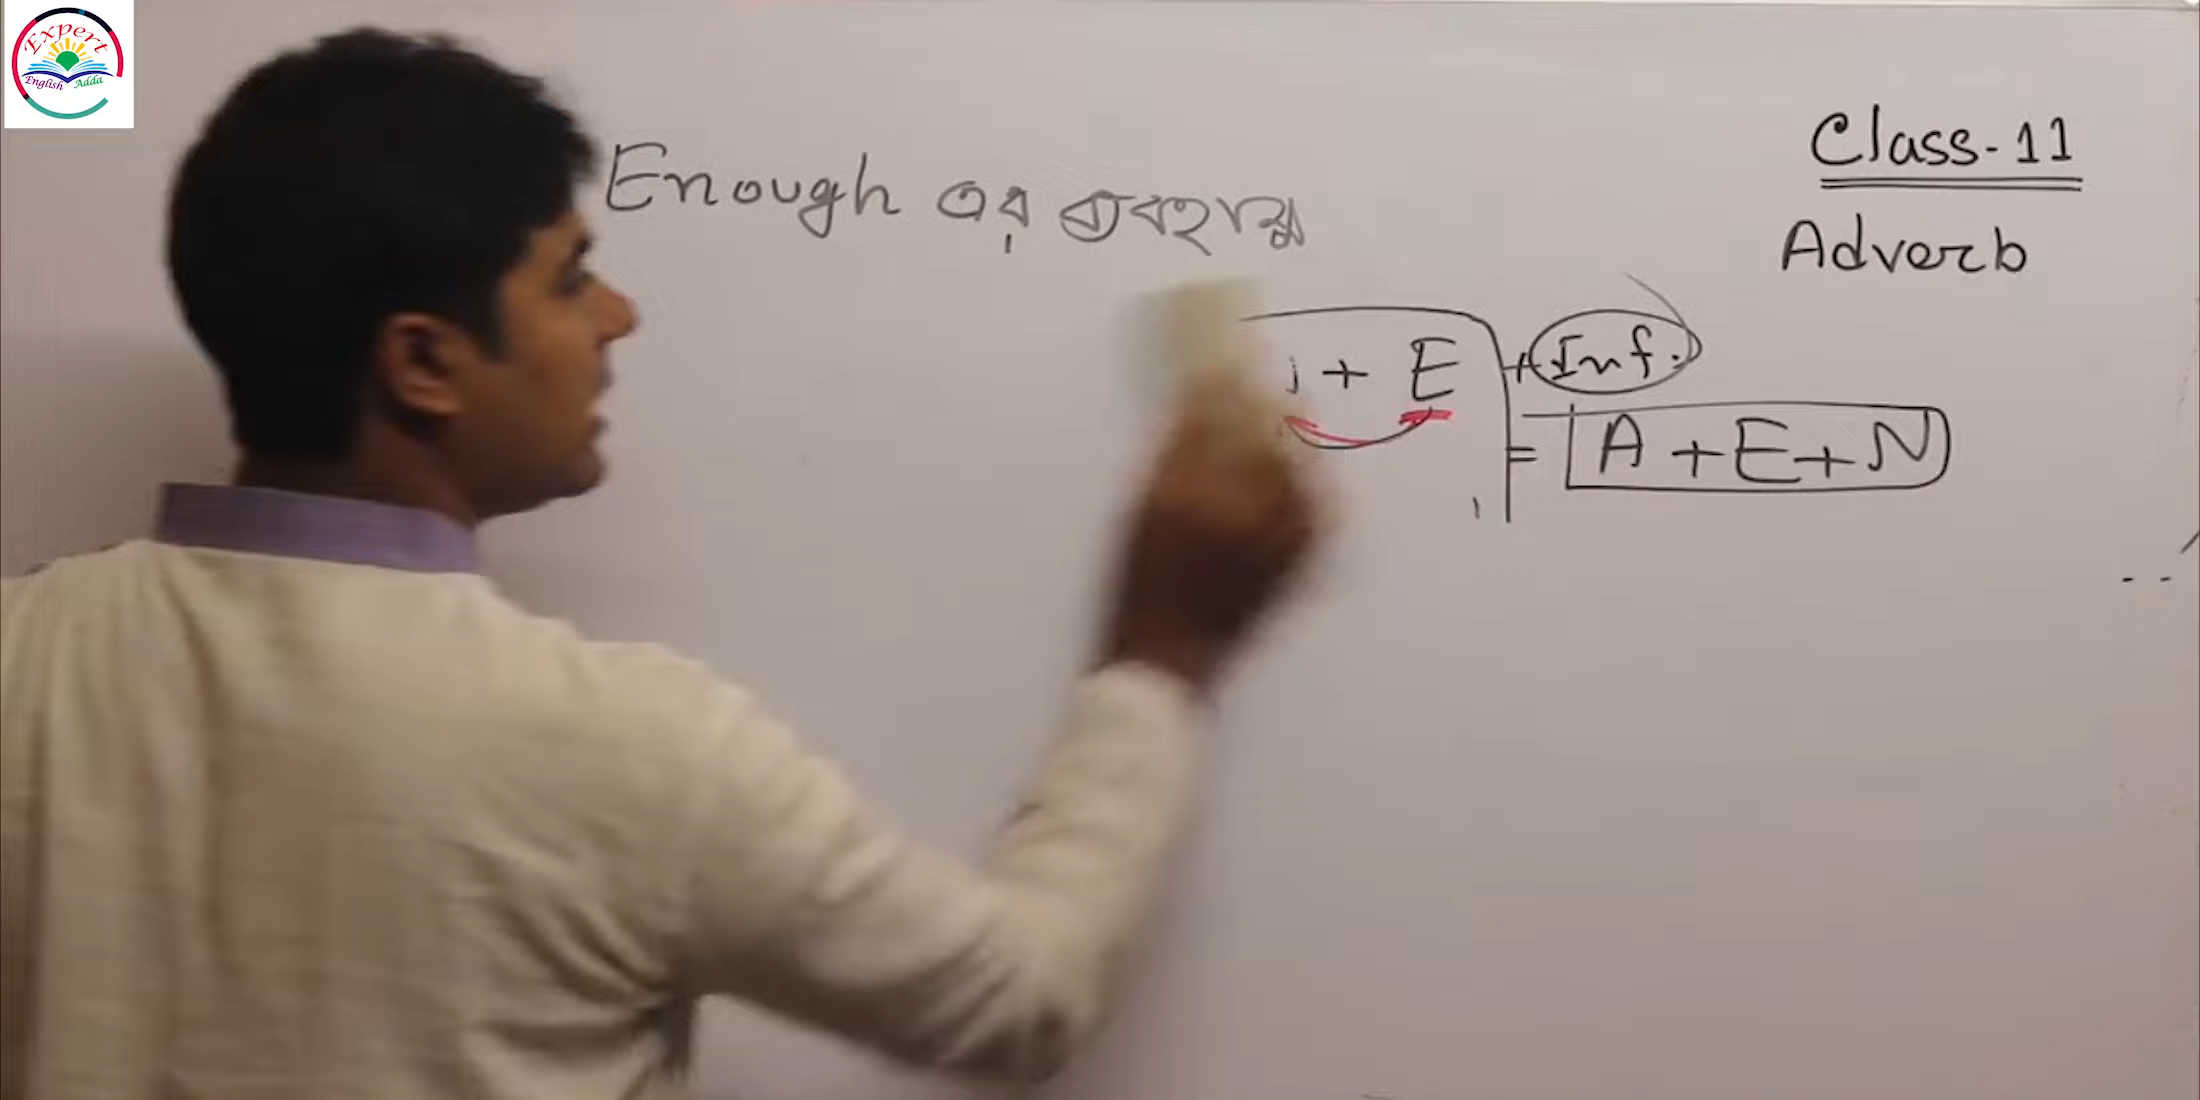 Expert
English Adda
Class-11
Enough এর ব্যবহার
Adverb
+ E + Inf.
= A + E + N